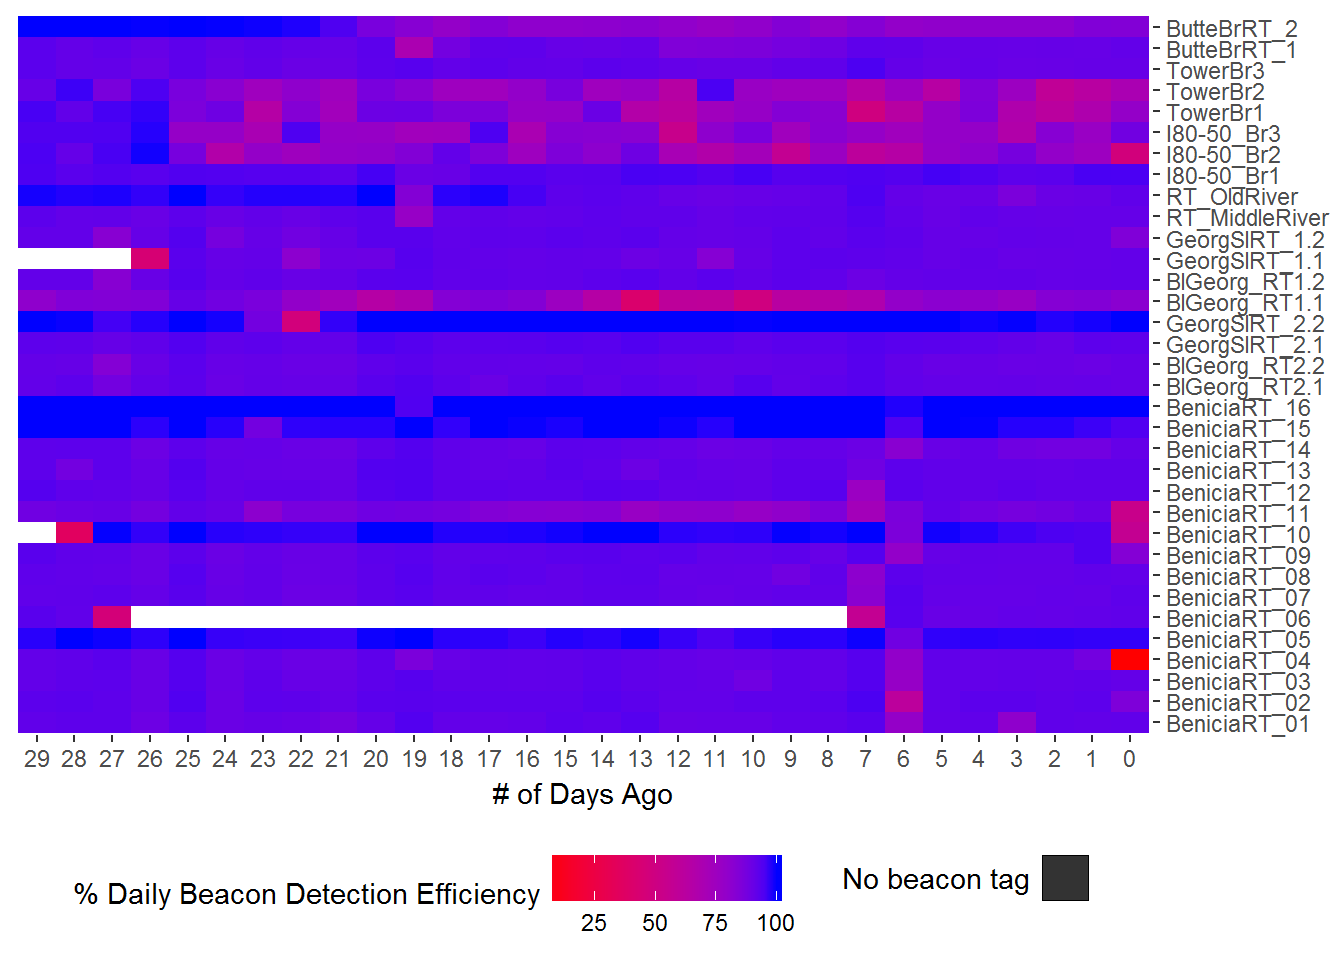 ButteBrRT_2
ButteBrRT_1
TowerBr3
TowerBr2
TowerBr1
I80-50_Br3
I80-50_Br2
I80-50_Br1
RT_OldRiver
RT_MiddleRiver
GeorgSlRT_1.2
GeorgSlRT_1.1
BlGeorg_RT1.2
BlGeorg_RT1.1
GeorgSlRT_2.2
GeorgSlRT_2.1
BlGeorg_RT2.2
BlGeorg_RT2.1
BeniciaRT_16
BeniciaRT_15
BeniciaRT_14
BeniciaRT_13
BeniciaRT_12
BeniciaRT_11
BeniciaRT_10
BeniciaRT_09
BeniciaRT_08
BeniciaRT_07
BeniciaRT_06
BeniciaRT_05
BeniciaRT_04
BeniciaRT_03
BeniciaRT_02
BeniciaRT_01
29 28 27 26 25 24 23 22 21 20 19 18 17 16 15 14 13 12 11 10 9 8 7 6 5 4 3 2 1 0
# of Days Ago
% Daily Beacon Detection Efficiency
25 50 75 100
No beacon tag